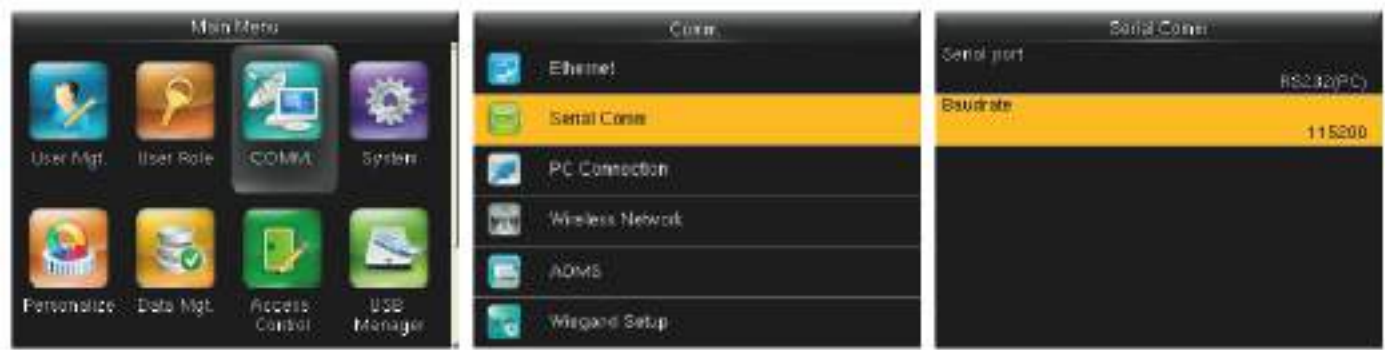 Main Menu
User Mgt.
User Role
COMM.
System
Personalize
Data Mgt.
Access
Control
USB
Manager
Comm.
Ethernet
Serial Comm
PC Connection
Wireless Network
ADMS
Wiegand Setup
Serial Comm
Serial port
RS232(PC)
Baudrate
115200